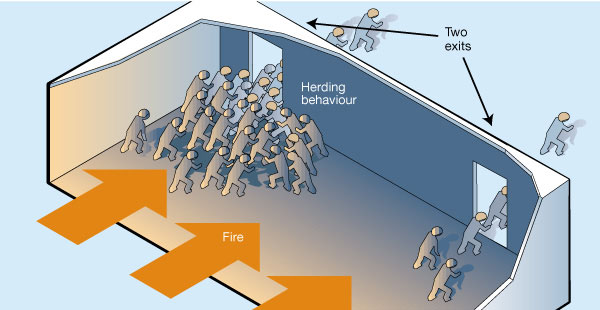 Two
exits
Herding
behaviour
Fire